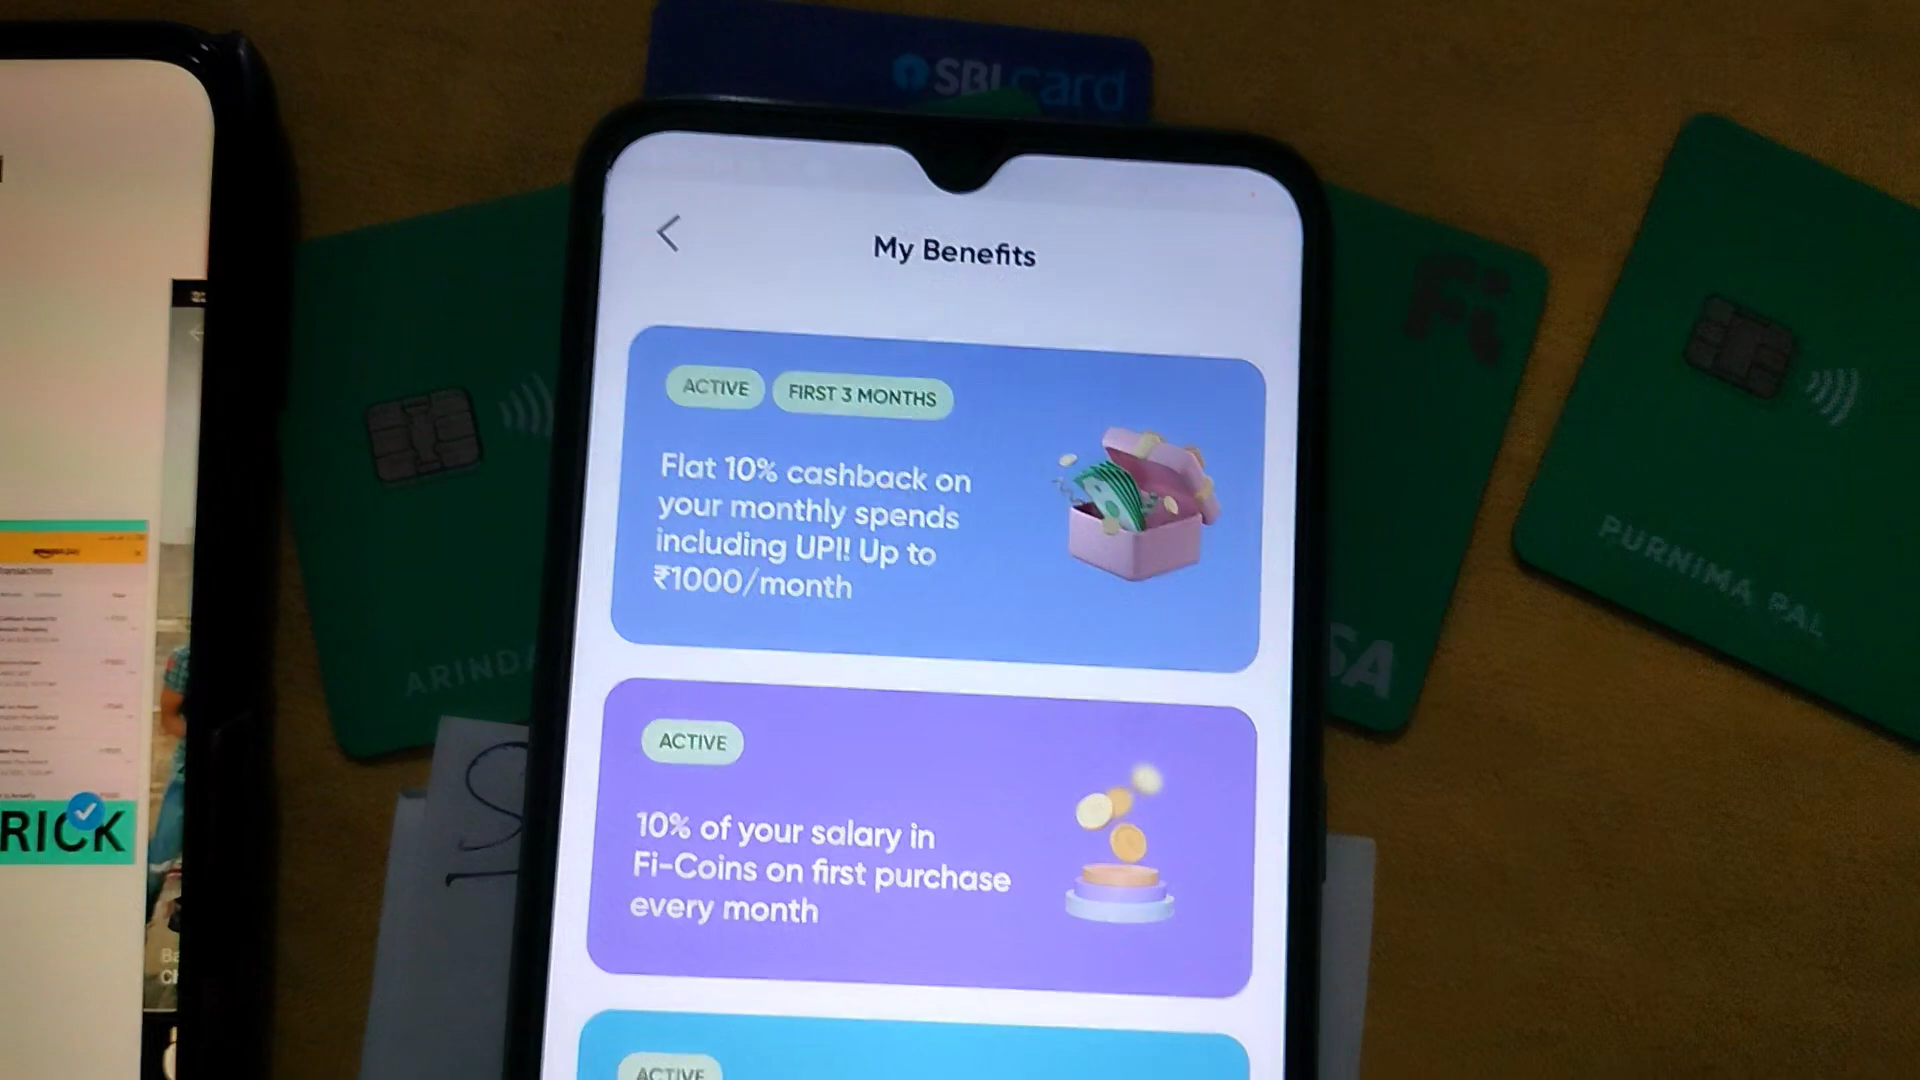 SBI card
My Benefits
ACTIVE
FIRST 3 MONTHS
Flat 10% cashback on
your monthly spends
including UPI! Up to
₹1000/month
ACTIVE
10% of your salary in
Fi-Coins on first purchase
every month
ACTIVE
Fi
PURNIMA PAL
ARINDA
SA
RICK